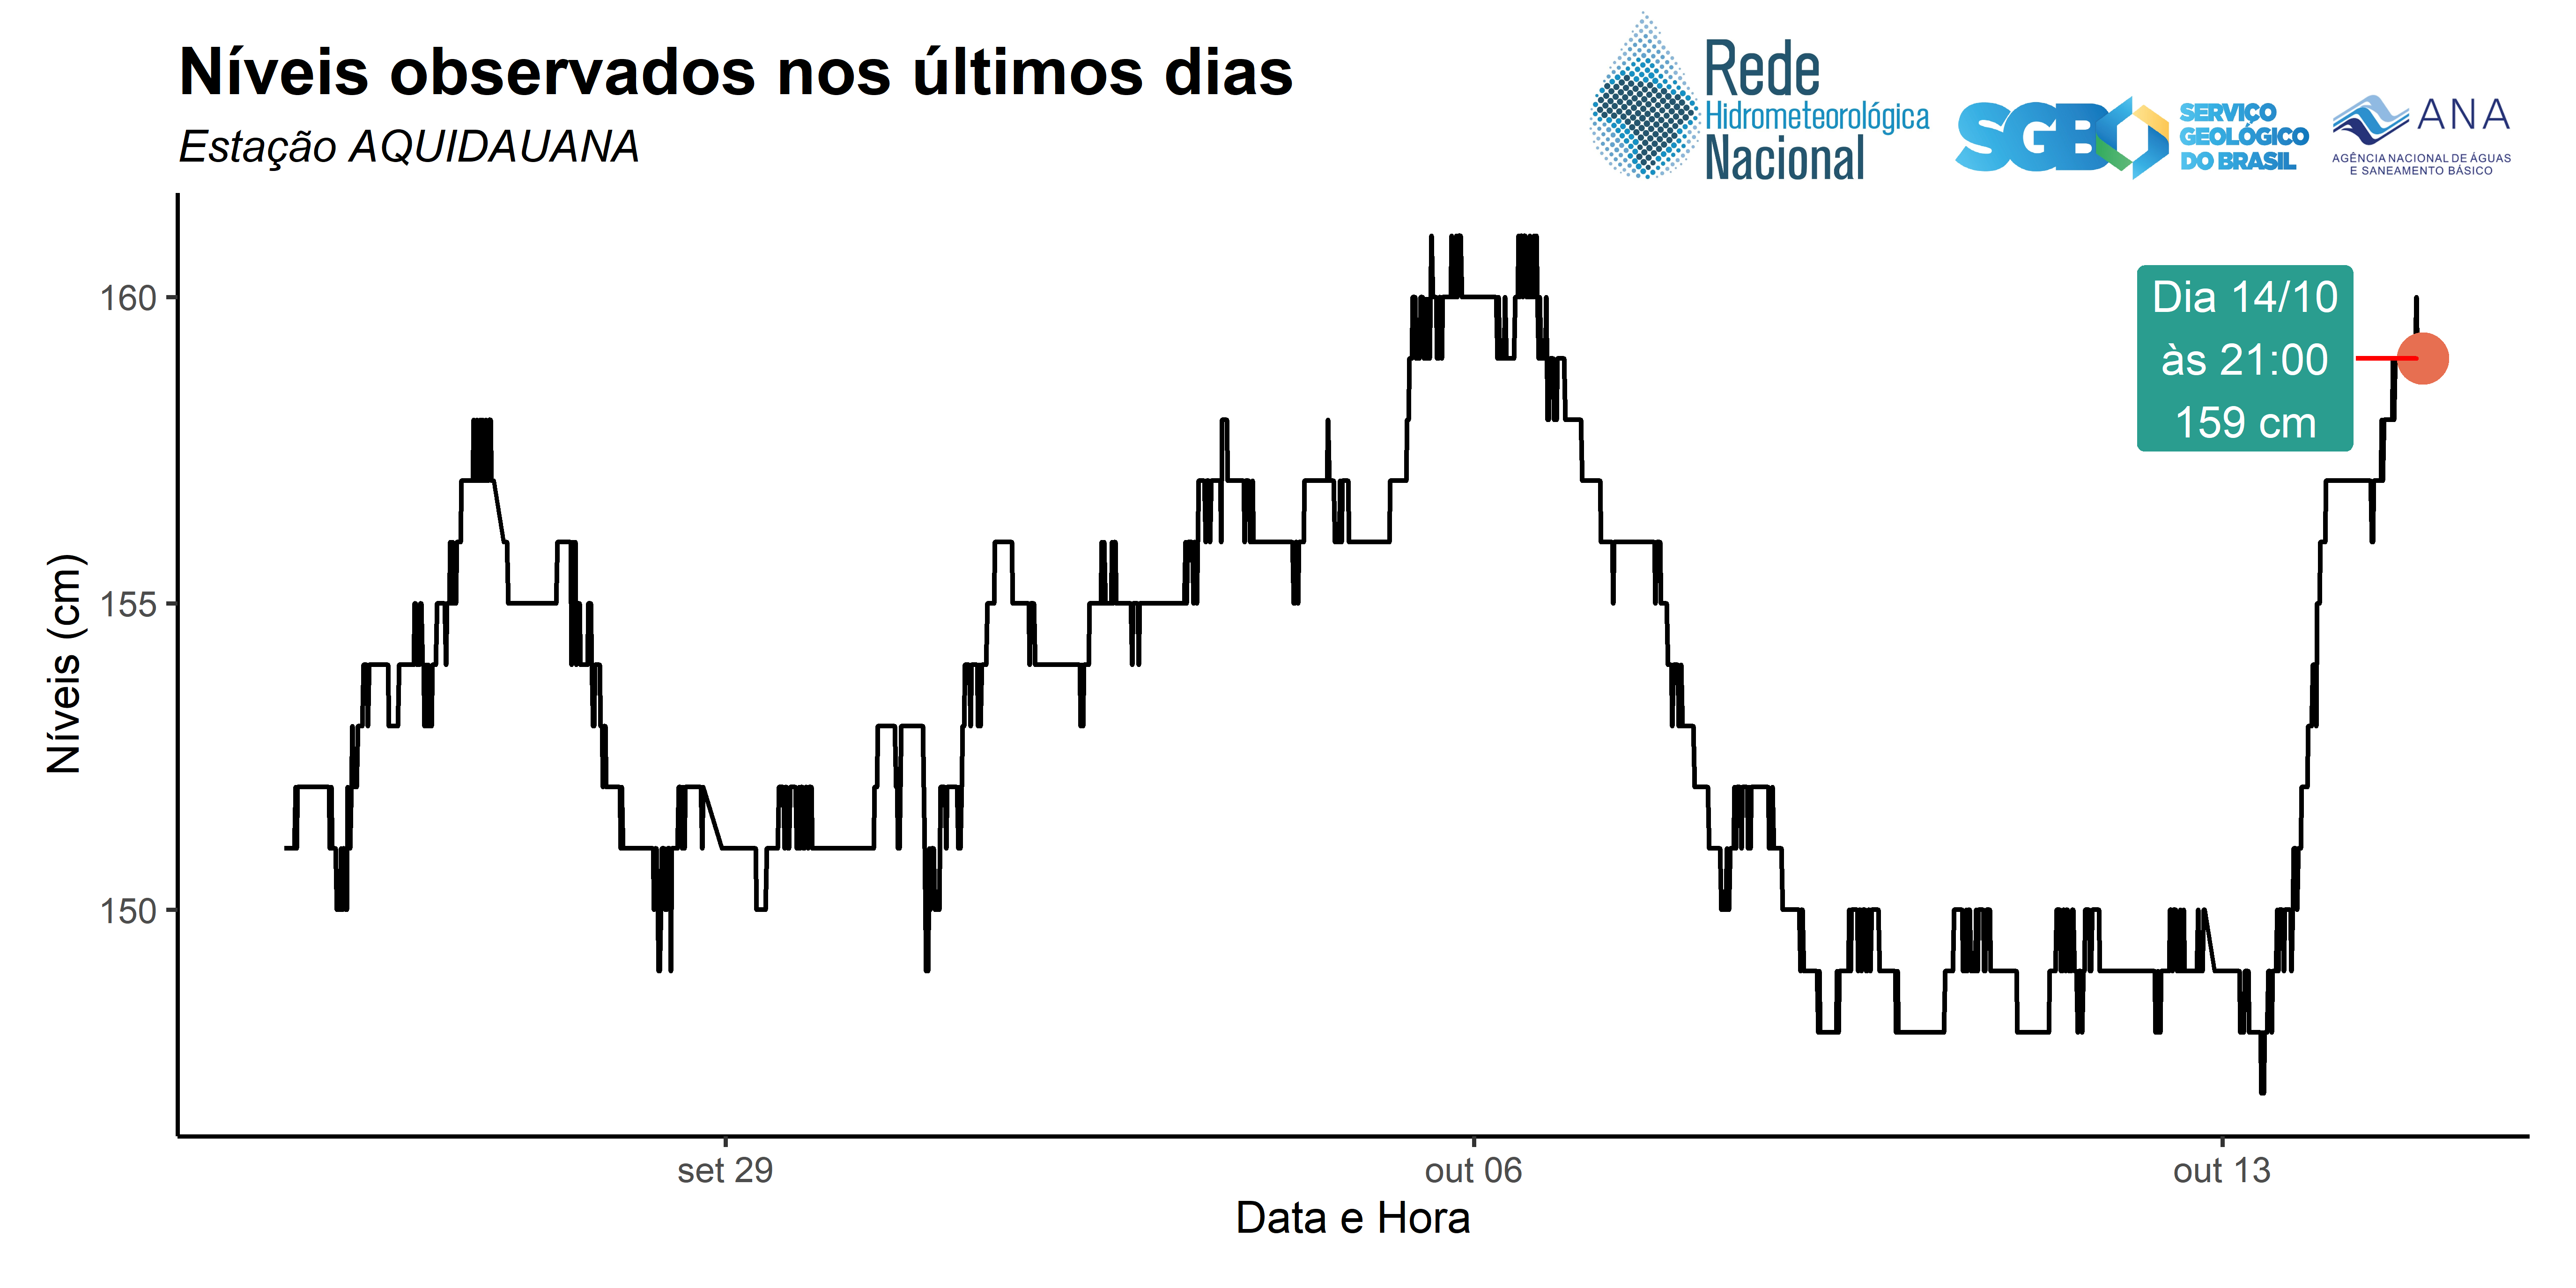 Níveis observados nos últimos dias
Estação AQUIDAUANA
Rede
Hidrometeorológica
Nacional
SGB
SERVIÇO
GEOLÓGICO
DO BRASIL
ANA
AGÊNCIA NACIONAL DE ÁGUAS
E SANEAMENTO BÁSICO
Níveis (cm)
160
155
150
Dia 14/10
às 21:00
159 cm
set 29
out 06
out 13
Data e Hora